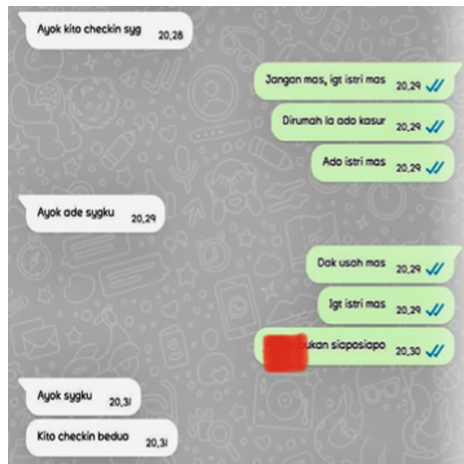 Ayok kito checkin syg 20,28
Jangan mas, igt istri mas 20,29
Dirumah la ado kasur 20,29
Ado istri mas 20,29
Ayok ade sygku 20,29
Dak usah mas 20,29
Igt istri mas 20,29
bukan siaposiapo 20,30
Ayok sygku 20,31
Kito checkin beduo 20,31